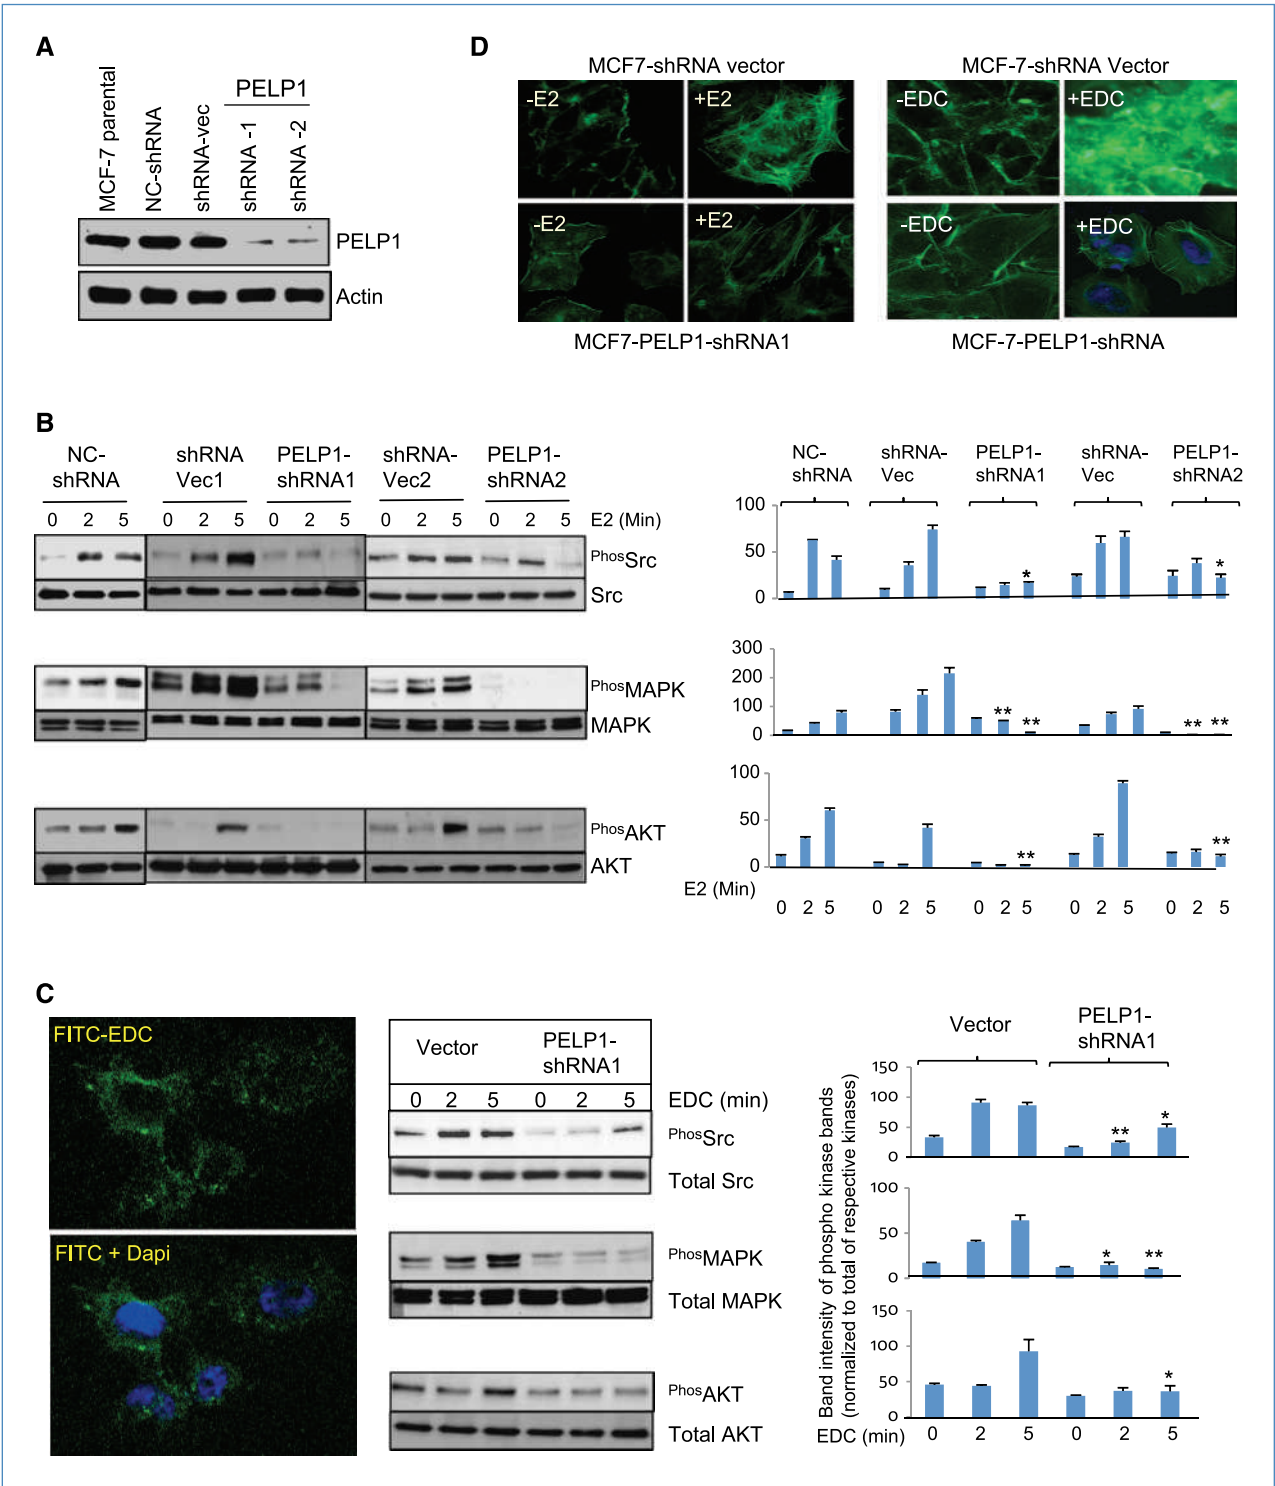 A
MCF-7 parental
NC-shRNA
shRNA-vec
PELP1
shRNA -1
shRNA -2
PELP1
Actin
D
MCF7-shRNA vector
-E2
+E2
-E2
+E2
MCF7-PELP1-shRNA1
MCF-7-shRNA Vector
-EDC
+EDC
-EDC
+EDC
MCF-7-PELP1-shRNA
B
NC-
shRNA
shRNA
Vec1
PELP1-
shRNA1
shRNA-
Vec2
PELP1-
shRNA2
0 2 5 0 2 5 0 2 5 0 2 5 0 2 5 E2 (Min)
PhosSrc
Src
PhosMAPK
MAPK
PhosAKT
AKT
NC-
shRNA
shRNA-
Vec
PELP1-
shRNA1
shRNA-
Vec
PELP1-
shRNA2
100
50
0
* *
300
200
100
0
** ** ** **
100
50
0
** **
E2 (Min)
0 2 5 0 2 5 0 2 5 0 2 5 0 2 5
C
FITC-EDC
FITC + Dapi
Vector
PELP1-
shRNA1
0 2 5 0 2 5 EDC (min)
PhosSrc
Total Src
PhosMAPK
Total MAPK
PhosAKT
Total AKT
Band intensity of phospho kinase bands
(normalized to total of respective kinases)
Vector
PELP1-
shRNA1
150
100
50
0
** *
100
50
0
* **
150
100
50
0
*
EDC (min) 0 2 5 0 2 5